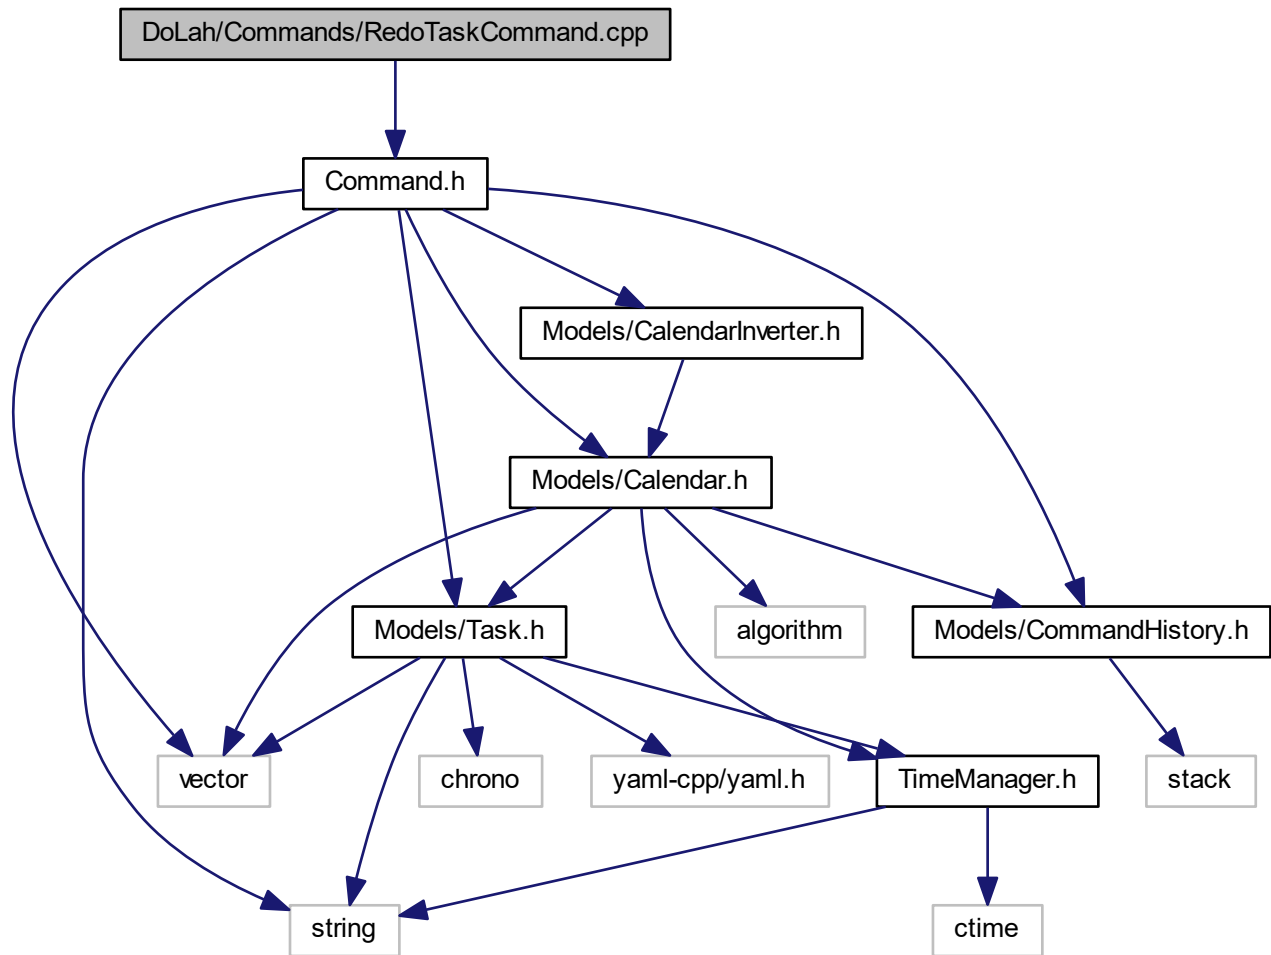 DoLah/Commands/RedoTaskCommand.cpp
Command.h
Models/CalendarInverter.h
Models/Calendar.h
Models/Task.h
algorithm
Models/CommandHistory.h
vector
chrono
yaml-cpp/yaml.h
TimeManager.h
stack
string
ctime